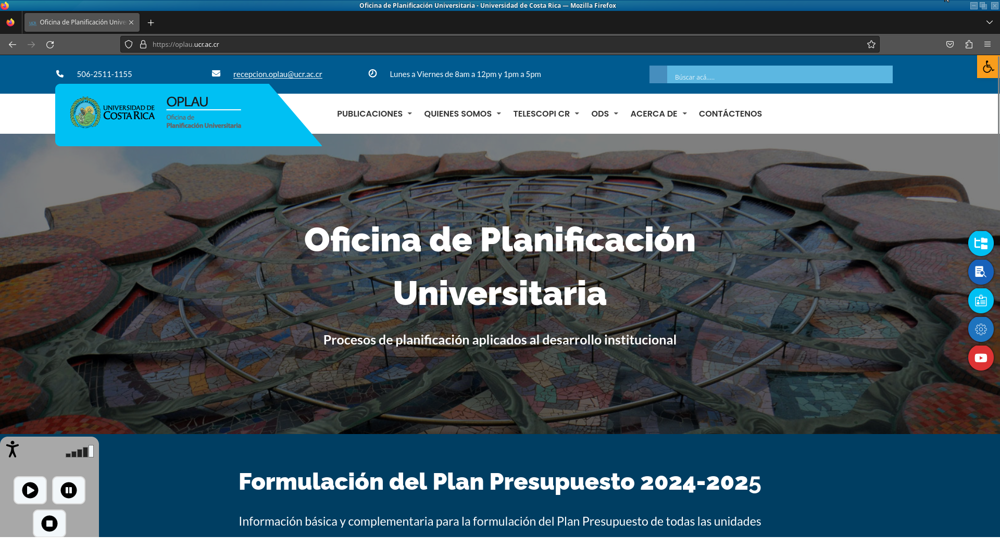 Oficina de Planificación Universitaria - Universidad de Costa Rica — Mozilla Firefox
Oficina de Planificación Unive
https://oplau.ucr.ac.cr
506-2511-1155
recepcion.oplau@ucr.ac.cr
Lunes a Viernes de 8am a 12pm y 1pm a 5pm
Búscar acá.....
UNIVERSIDAD DE
COSTA RICA
OPLAU
Oficina de
Planificación Universitaria
PUBLICACIONES
QUIENES SOMOS
TELESCOPI CR
ODS
ACERCA DE
CONTÁCTENOS
Oficina de Planificación
Universitaria
Procesos de planificación aplicados al desarrollo institucional
Formulación del Plan Presupuesto 2024-2025
Información básica y complementaria para la formulación del Plan Presupuesto de todas las unidades